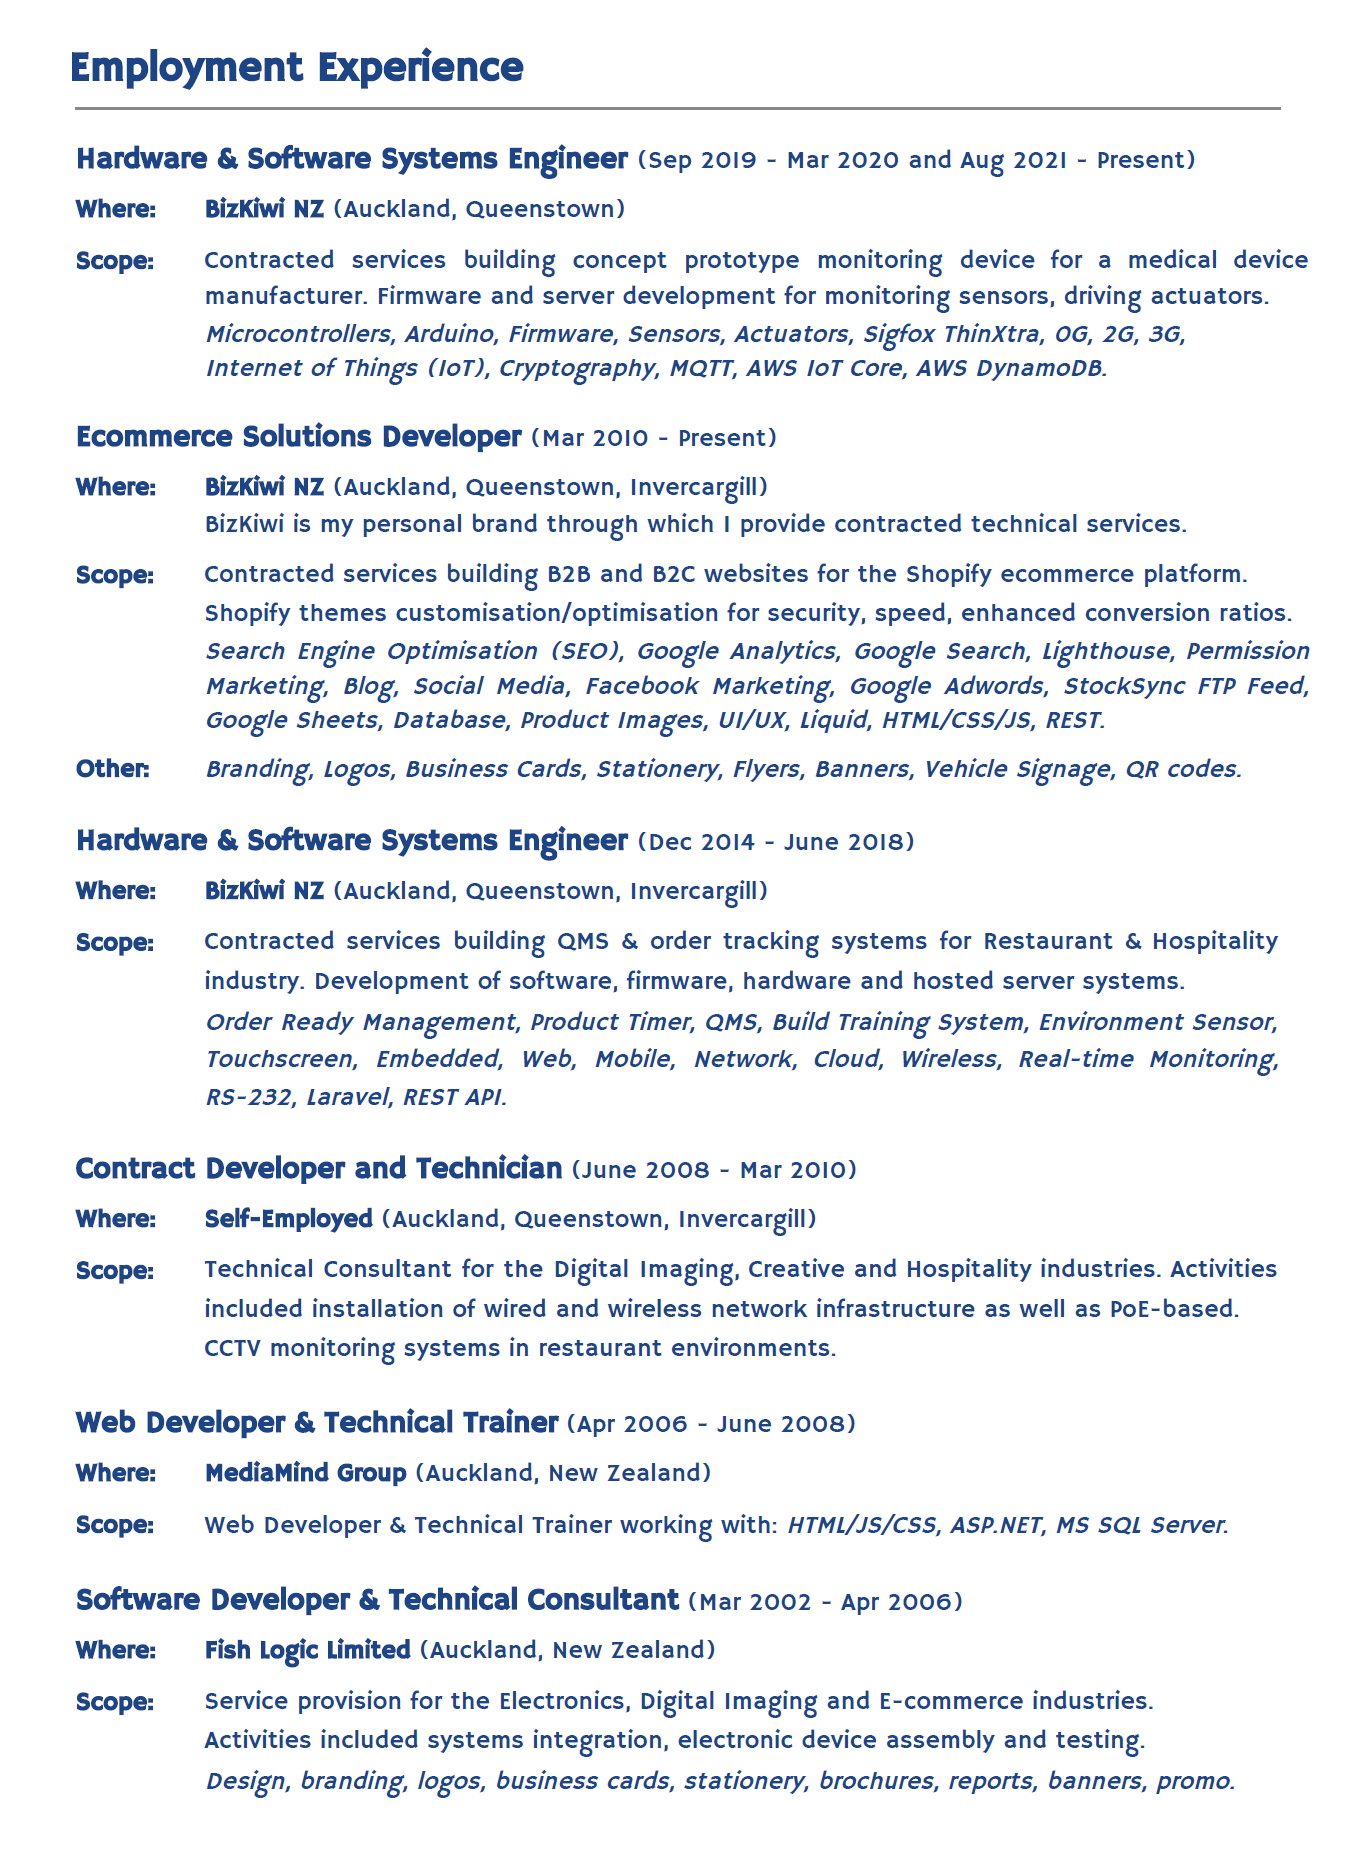 Employment Experience
Hardware & Software Systems Engineer (Sep 2019 - Mar 2020 and Aug 2021 - Present)
Where: BizKiwi NZ (Auckland, Queenstown)
Scope: Contracted services building concept prototype monitoring device for a medical device
manufacturer. Firmware and server development for monitoring sensors, driving actuators.
Microcontrollers, Arduino, Firmware, Sensors, Actuators, Sigfox ThinXtra, 0G, 2G, 3G,
Internet of Things (IoT), Cryptography, MQTT, AWS IoT Core, AWS DynamoDB.
Ecommerce Solutions Developer (Mar 2010 - Present)
Where: BizKiwi NZ (Auckland, Queenstown, Invercargill)
BizKiwi is my personal brand through which I provide contracted technical services.
Scope: Contracted services building B2B and B2C websites for the Shopify ecommerce platform.
Shopify themes customisation/optimisation for security, speed, enhanced conversion ratios.
Search Engine Optimisation (SEO), Google Analytics, Google Search, Lighthouse, Permission
Marketing, Blog, Social Media, Facebook Marketing, Google Adwords, StockSync FTP Feed,
Google Sheets, Database, Product Images, UI/UX, Liquid, HTML/CSS/JS, REST.
Other: Branding, Logos, Business Cards, Stationery, Flyers, Banners, Vehicle Signage, QR codes.
Hardware & Software Systems Engineer (Dec 2014 - June 2018)
Where: BizKiwi NZ (Auckland, Queenstown, Invercargill)
Scope: Contracted services building QMS & order tracking systems for Restaurant & Hospitality
industry. Development of software, firmware, hardware and hosted server systems.
Order Ready Management, Product Timer, QMS, Build Training System, Environment Sensor,
Touchscreen, Embedded, Web, Mobile, Network, Cloud, Wireless, Real-time Monitoring,
RS-232, Laravel, REST API.
Contract Developer and Technician (June 2008 - Mar 2010)
Where: Self-Employed (Auckland, Queenstown, Invercargill)
Scope: Technical Consultant for the Digital Imaging, Creative and Hospitality industries. Activities
included installation of wired and wireless network infrastructure as well as PoE-based.
CCTV monitoring systems in restaurant environments.
Web Developer & Technical Trainer (Apr 2006 - June 2008)
Where: MediaMind Group (Auckland, New Zealand)
Scope: Web Developer & Technical Trainer working with: HTML/JS/CSS, ASP.NET, MS SQL Server.
Software Developer & Technical Consultant (Mar 2002 - Apr 2006)
Where: Fish Logic Limited (Auckland, New Zealand)
Scope: Service provision for the Electronics, Digital Imaging and E-commerce industries.
Activities included systems integration, electronic device assembly and testing.
Design, branding, logos, business cards, stationery, brochures, reports, banners, promo.